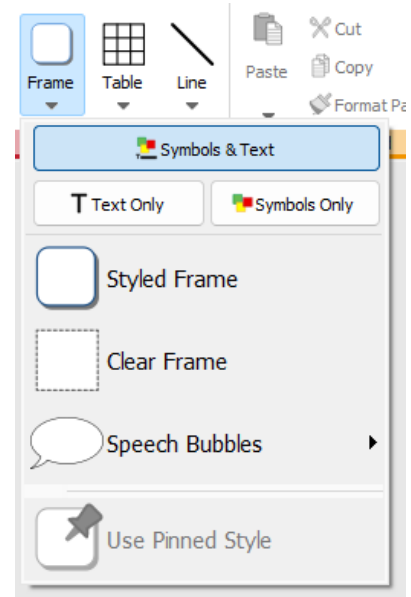 Frame
Table
Line
Paste
Cut
Copy
Format Pa
Symbols & Text
T Text Only
Symbols Only
Styled Frame
Clear Frame
Speech Bubbles
Use Pinned Style